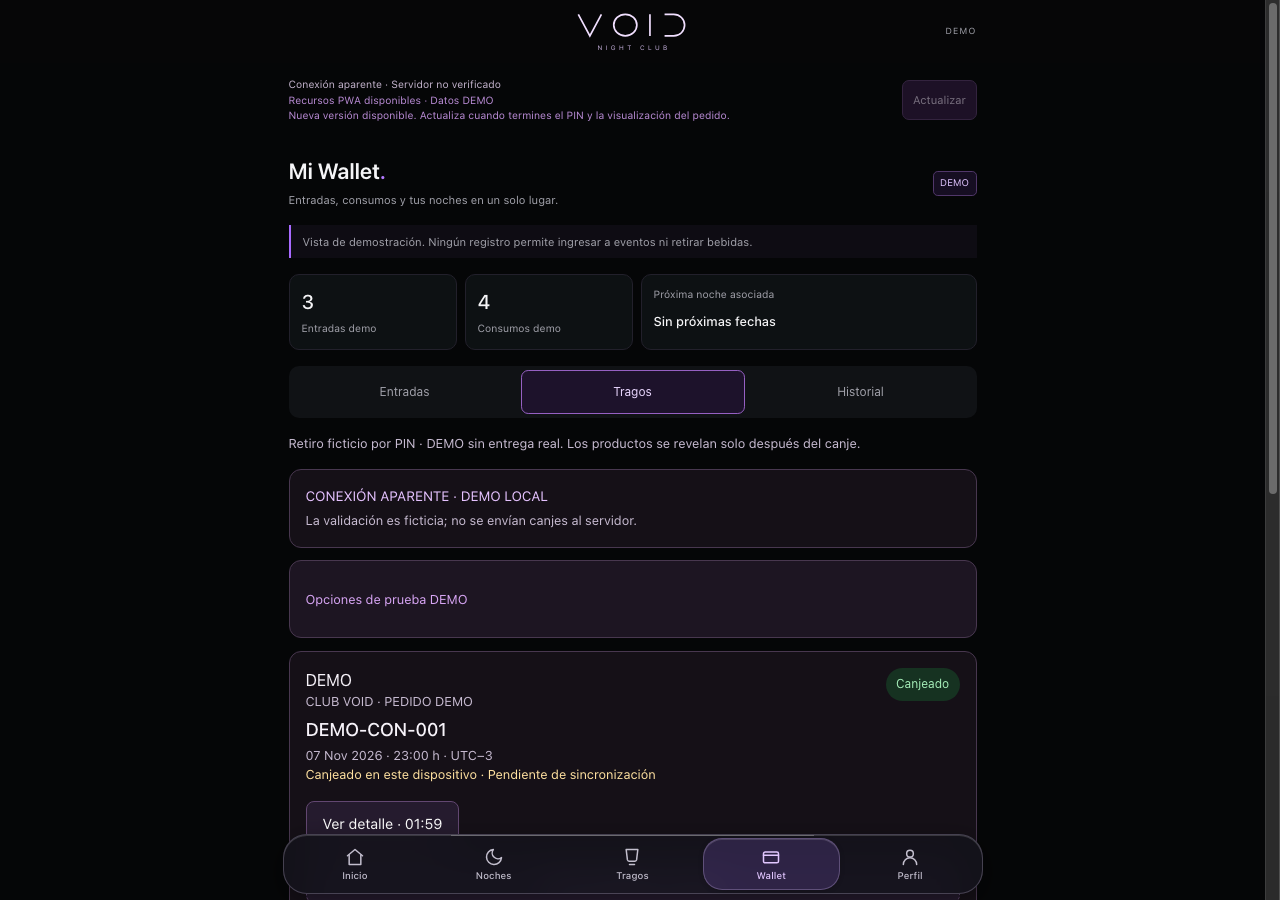 VOID
NIGHT CLUB
DEMO
Conexión aparente · Servidor no verificado
Recursos PWA disponibles · Datos DEMO
Nueva versión disponible. Actualiza cuando termines el PIN y la visualización del pedido.
Actualizar
Mi Wallet.
Entradas, consumos y tus noches en un solo lugar.
DEMO
Vista de demostración. Ningún registro permite ingresar a eventos ni retirar bebidas.
3
Entradas demo
4
Consumos demo
Próxima noche asociada
Sin próximas fechas
Entradas
Tragos
Historial
Retiro ficticio por PIN · DEMO sin entrega real. Los productos se revelan solo después del canje.
CONEXIÓN APARENTE · DEMO LOCAL
La validación es ficticia; no se envían canjes al servidor.
Opciones de prueba DEMO
DEMO
CLUB VOID · PEDIDO DEMO
Canjeado
DEMO-CON-001
07 Nov 2026 · 23:00 h · UTC−3
Canjeado en este dispositivo · Pendiente de sincronización
Ver detalle · 01:59
Inicio
Noches
Tragos
Wallet
Perfil